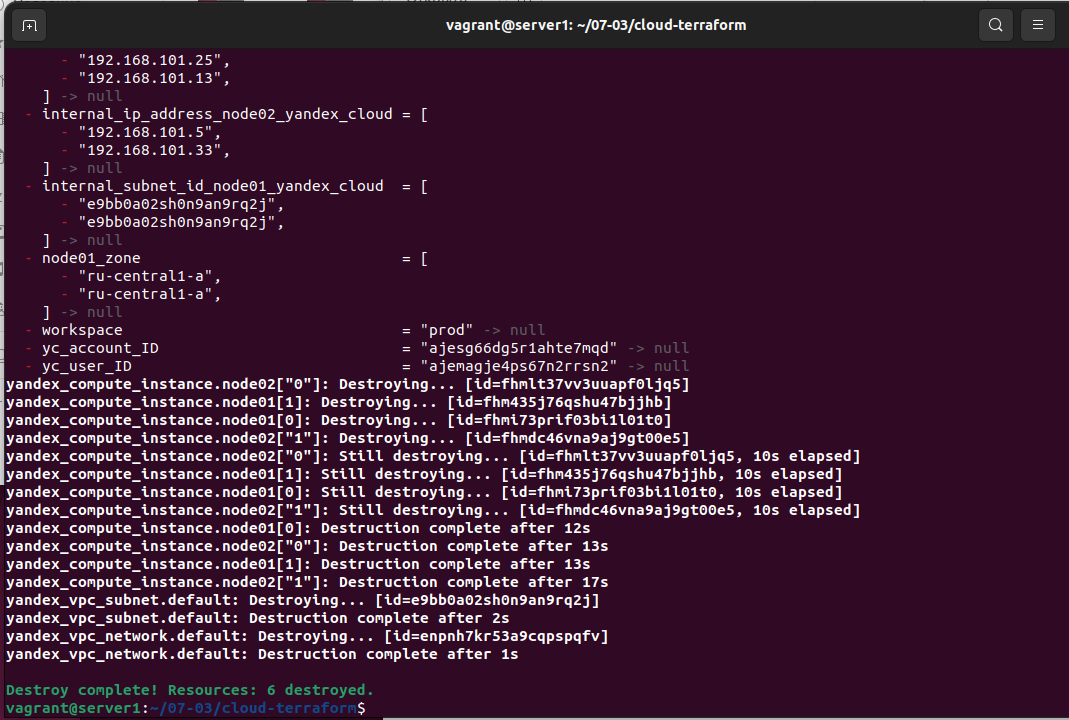 vagrant@server1: ~/07-03/cloud-terraform
- "192.168.101.25",
- "192.168.101.13",
] -> null
- internal_ip_address_node02_yandex_cloud = [
- "192.168.101.5",
- "192.168.101.33",
] -> null
- internal_subnet_id_node01_yandex_cloud  = [
- "e9bb0a02sh0n9an9rq2j",
- "e9bb0a02sh0n9an9rq2j",
] -> null
- node01_zone                             = [
- "ru-central1-a",
- "ru-central1-a",
] -> null
- workspace                               = "prod" -> null
- yc_account_ID                           = "ajesg66dg5r1ahte7mqd" -> null
- yc_user_ID                              = "ajemagje4ps67n2rrsn2" -> null
yandex_compute_instance.node02["0"]: Destroying... [id=fhmlt37vv3uuapf0ljq5]
yandex_compute_instance.node01[1]: Destroying... [id=fhm435j76qshu47bjjhb]
yandex_compute_instance.node01[0]: Destroying... [id=fhmi73prif03bi1l01t0]
yandex_compute_instance.node02["1"]: Destroying... [id=fhmdc46vna9aj9gt00e5]
yandex_compute_instance.node02["0"]: Still destroying... [id=fhmlt37vv3uuapf0ljq5, 10s elapsed]
yandex_compute_instance.node01[1]: Still destroying... [id=fhm435j76qshu47bjjhb, 10s elapsed]
yandex_compute_instance.node01[0]: Still destroying... [id=fhmi73prif03bi1l01t0, 10s elapsed]
yandex_compute_instance.node02["1"]: Still destroying... [id=fhmdc46vna9aj9gt00e5, 10s elapsed]
yandex_compute_instance.node01[0]: Destruction complete after 12s
yandex_compute_instance.node02["0"]: Destruction complete after 13s
yandex_compute_instance.node01[1]: Destruction complete after 13s
yandex_compute_instance.node02["1"]: Destruction complete after 17s
yandex_vpc_subnet.default: Destroying... [id=e9bb0a02sh0n9an9rq2j]
yandex_vpc_subnet.default: Destruction complete after 2s
yandex_vpc_network.default: Destroying... [id=enpnh7kr53a9cqpspqfv]
yandex_vpc_network.default: Destruction complete after 1s
Destroy complete! Resources: 6 destroyed.
vagrant@server1:~/07-03/cloud-terraform$